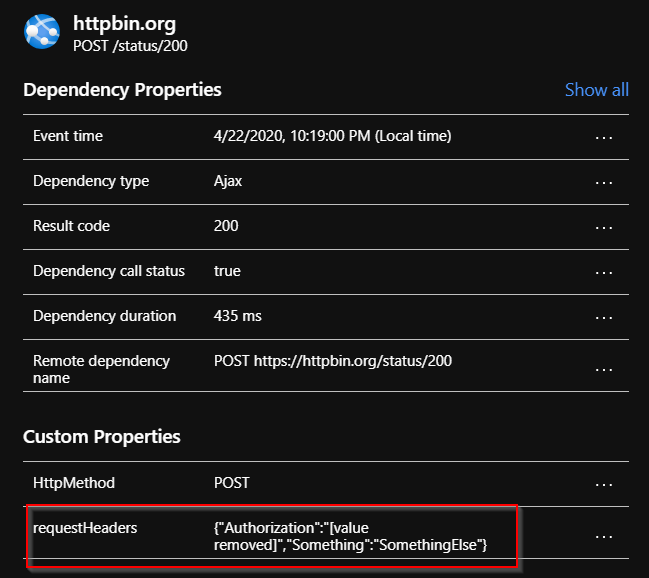 httpbin.org
POST /status/200
Dependency Properties Show all
Event time 4/22/2020, 10:19:00 PM (Local time) ...
Dependency type Ajax ...
Result code 200 ...
Dependency call status true ...
Dependency duration 435 ms ...
Remote dependency POST https://httpbin.org/status/200 ...
name
Custom Properties
HttpMethod POST ...
requestHeaders {"Authorization":"[value ...
removed]","Something":"SomethingElse"}